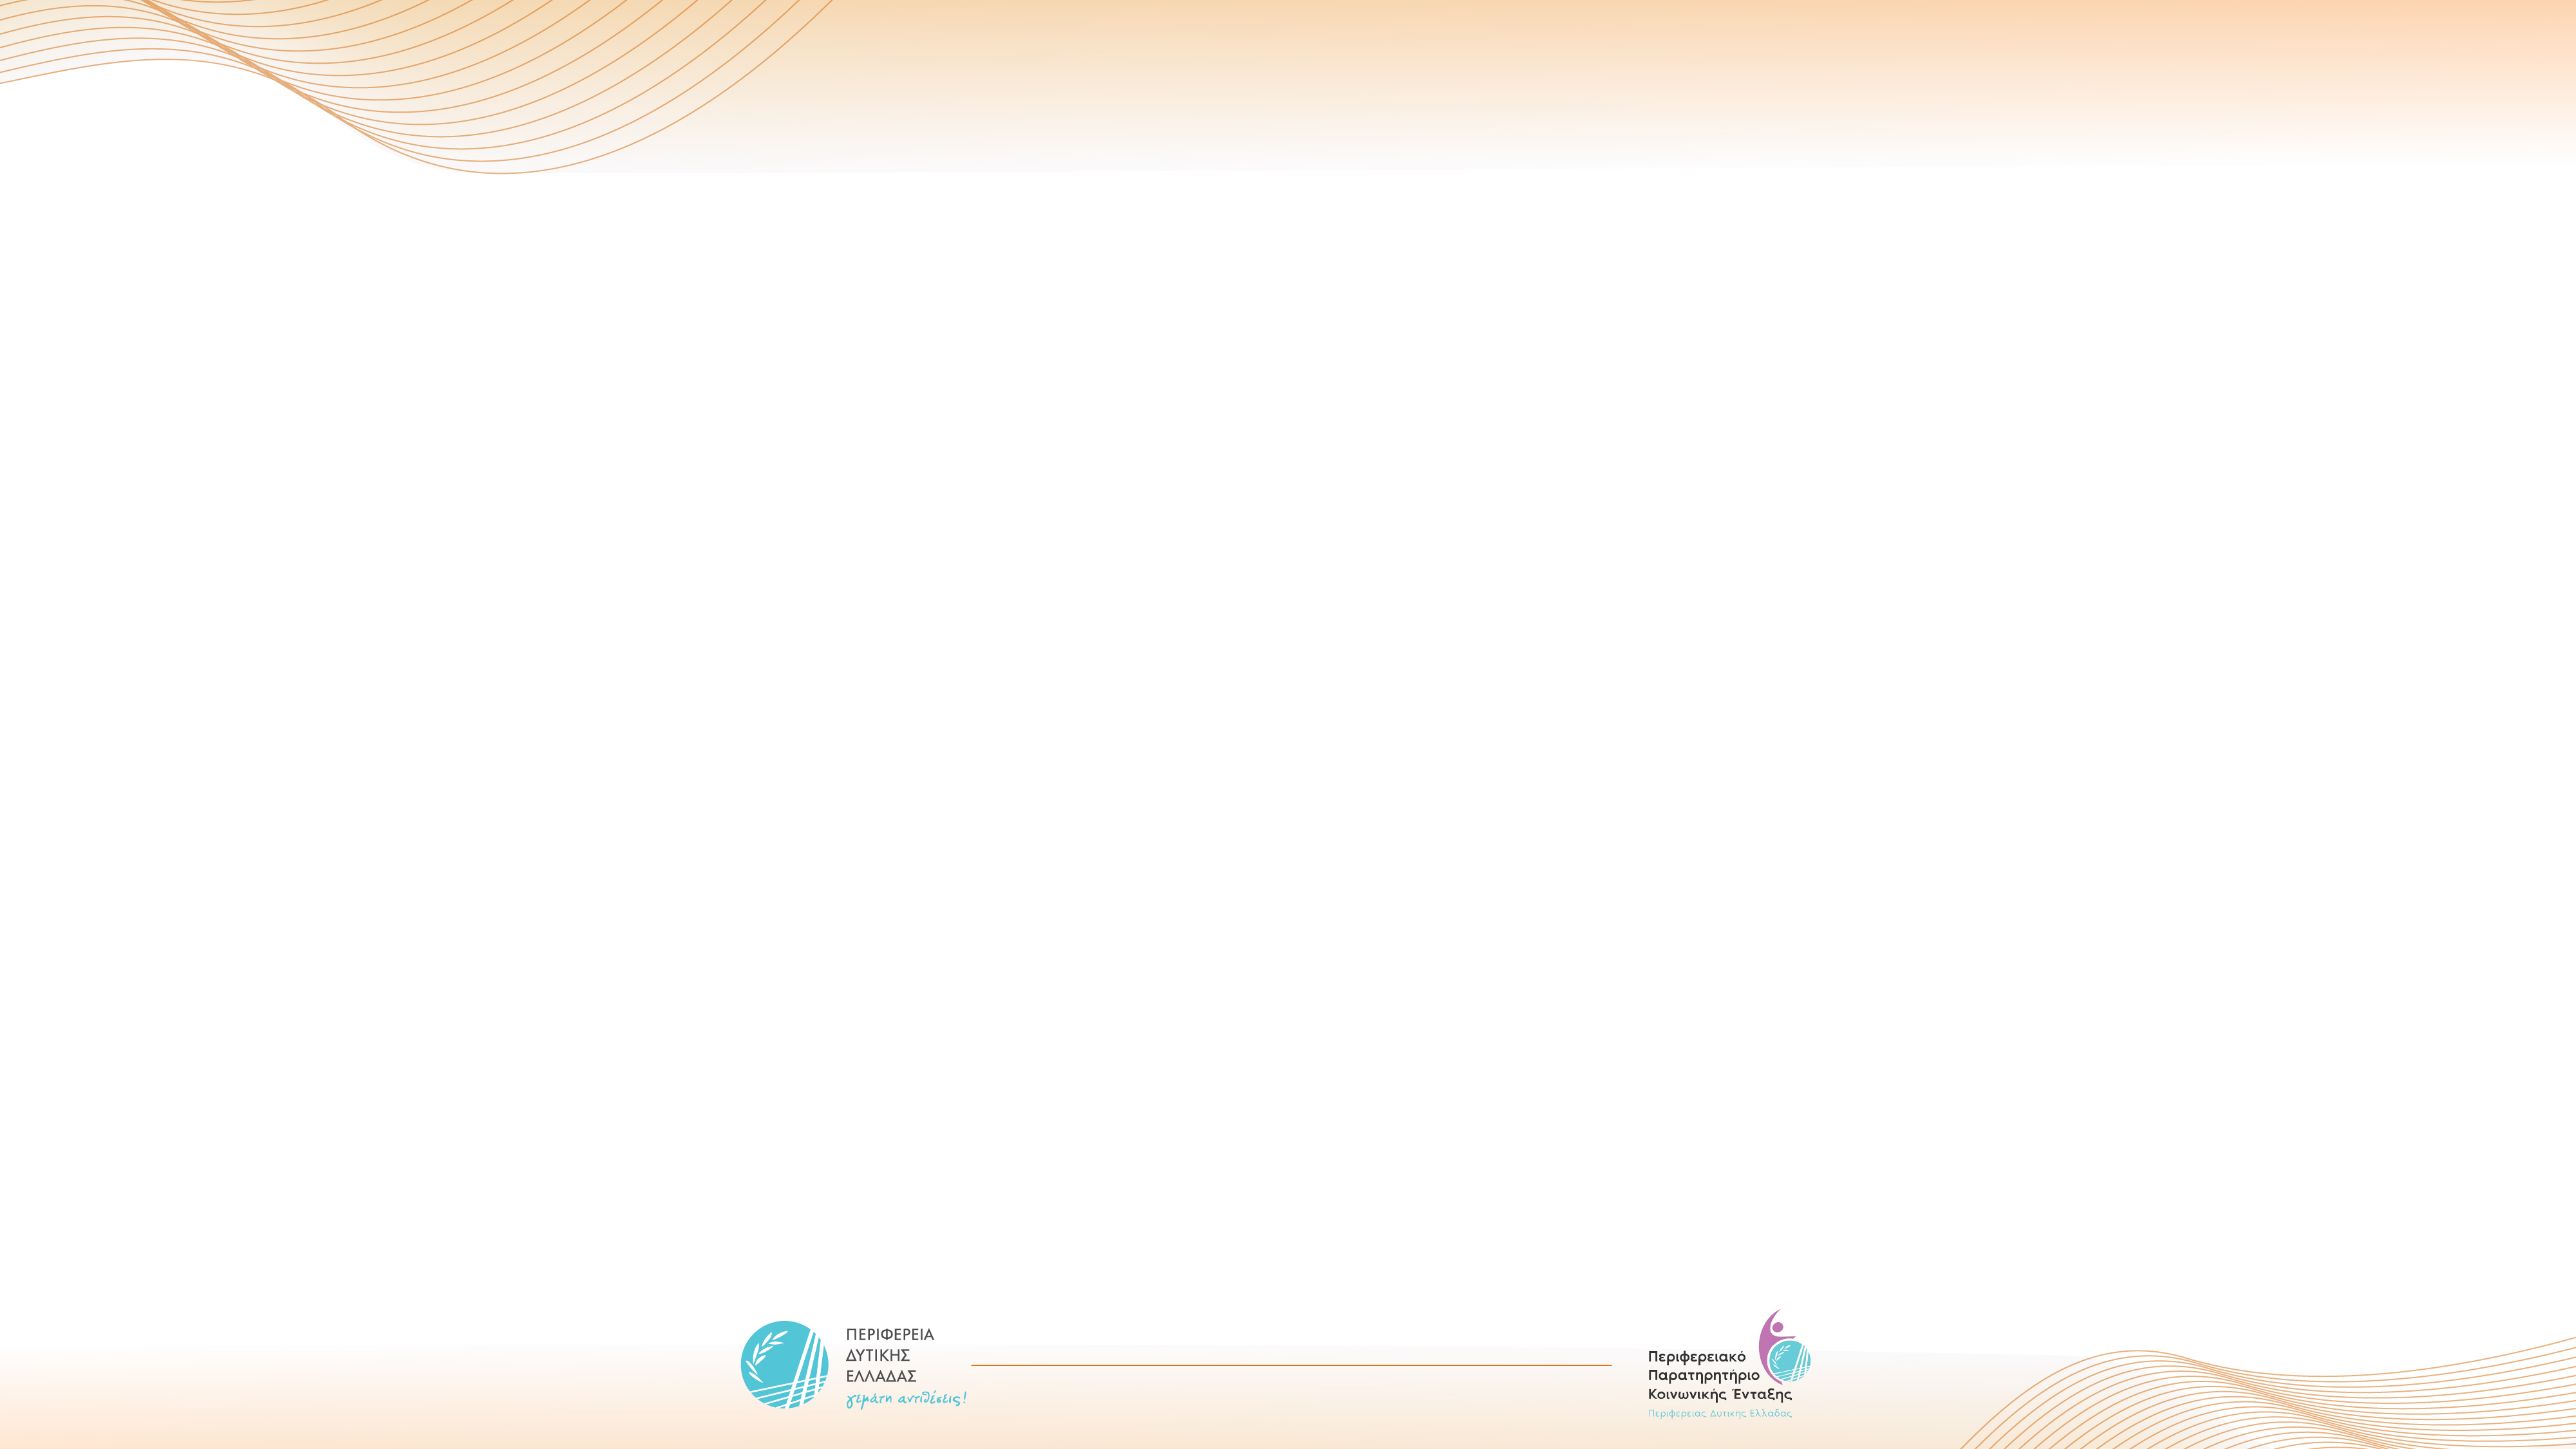 ΠΕΡΙΦΕΡΕΙΑ
ΔΥΤΙΚΗΣ
ΕΛΛΑΔΑΣ
γεμάτη αντιθέσεις!
Περιφερειακό
Παρατηρητήριο
Κοινωνικής Ένταξης
Περιφέρειας Δυτικής Ελλάδας